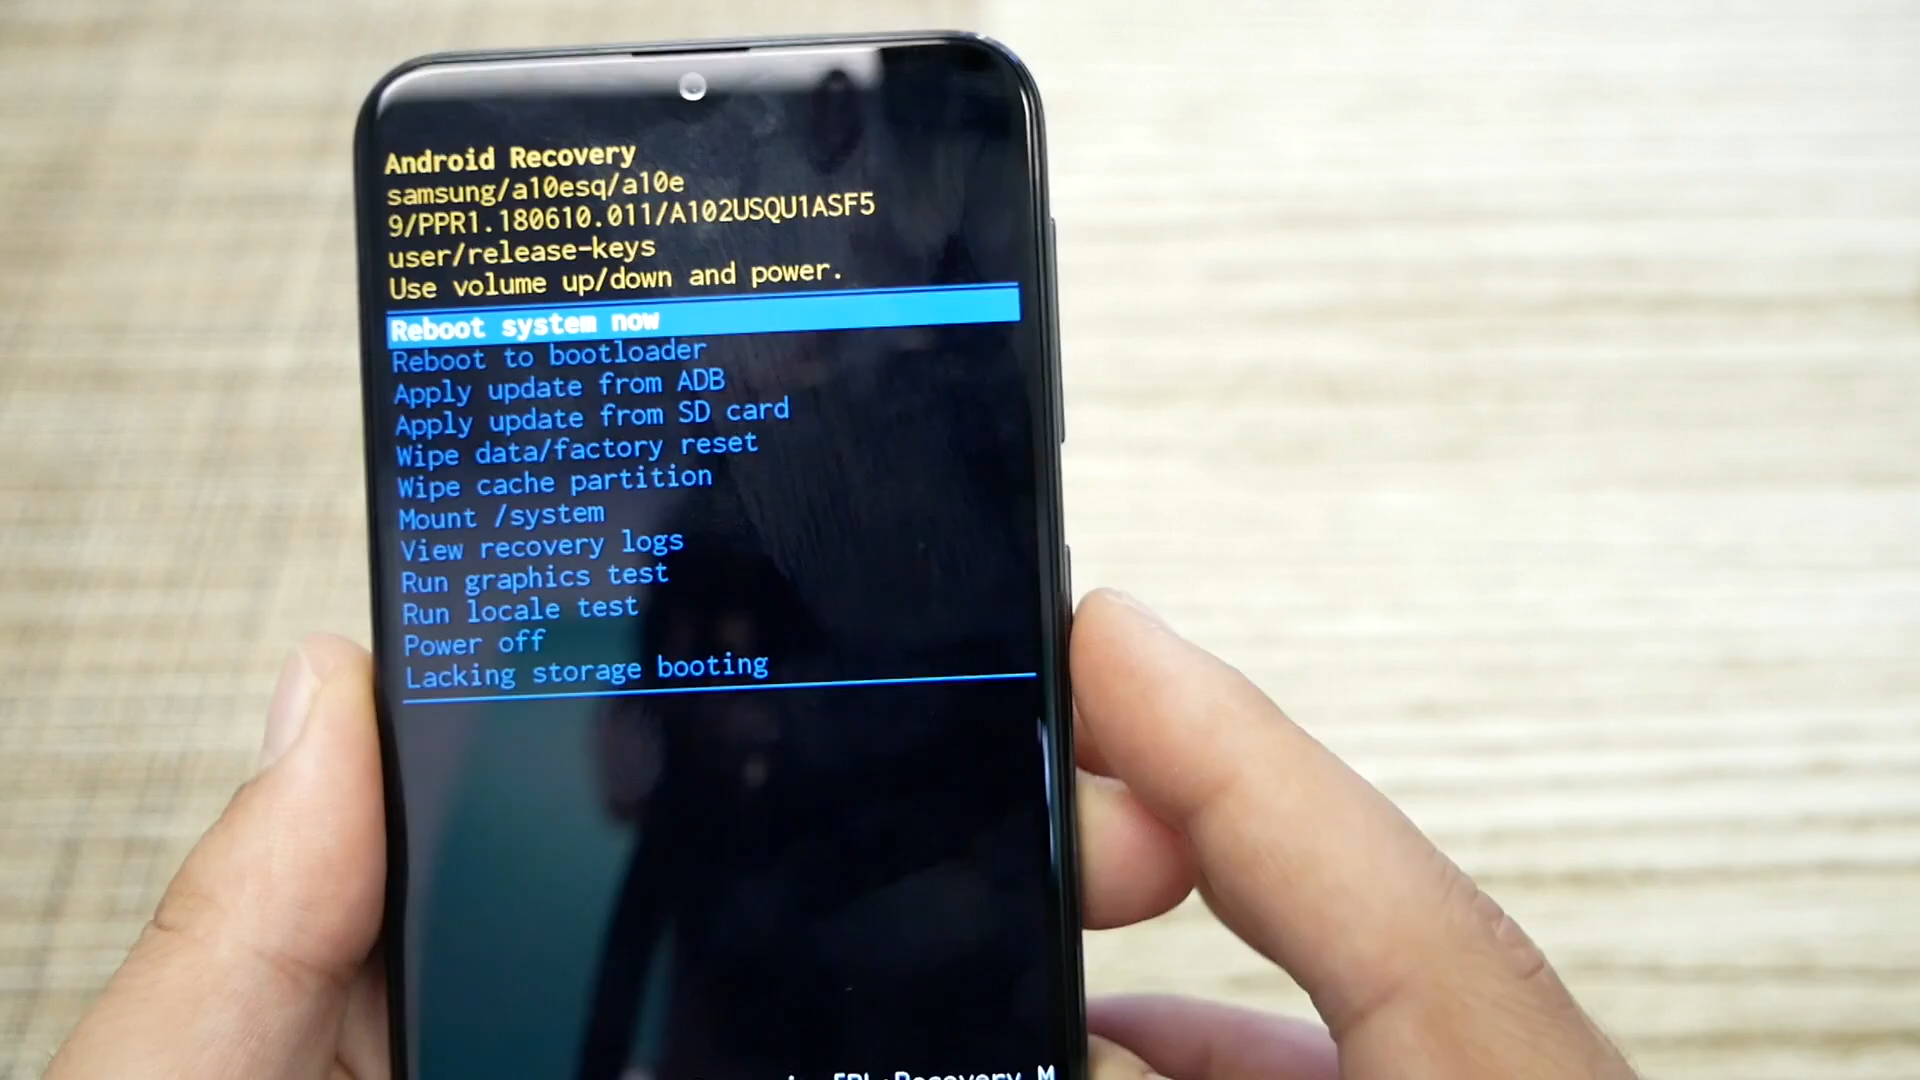 Android Recovery
samsung/a10esq/a10e
9/PPR1.180610.011/A102USQU1ASF5
user/release-keys
Use volume up/down and power.
Reboot system now
Reboot to bootloader
Apply update from ADB
Apply update from SD card
Wipe data/factory reset
Wipe cache partition
Mount /system
View recovery logs
Run graphics test
Run locale test
Power off
Lacking storage booting
Recovery M